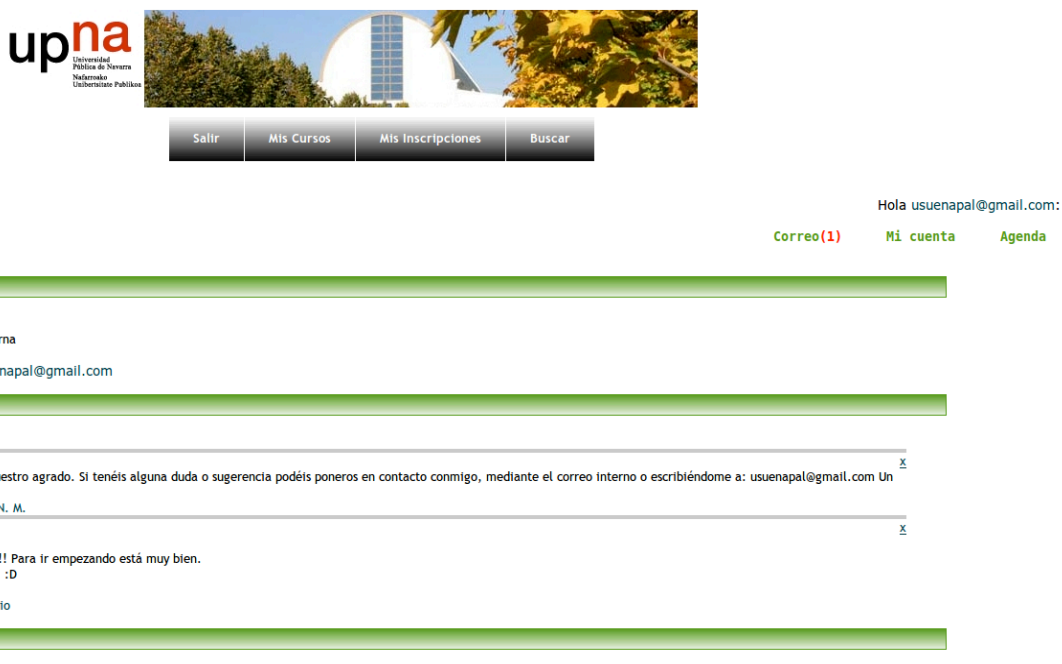 upna
Universidad
Pública de Navarra
Nafarroako
Unibertsitate Publikoa
Salir Mis Cursos Mis Inscripciones Buscar
Hola usuenapal@gmail.com:
Correo(1) Mi cuenta Agenda
rna
napal@gmail.com
x
uestro agrado. Si tenéis alguna duda o sugerencia podéis poneros en contacto conmigo, mediante el correo interno o escribiéndome a: usuenapal@gmail.com Un
N. M.
x
!! Para ir empezando está muy bien.
:D
io